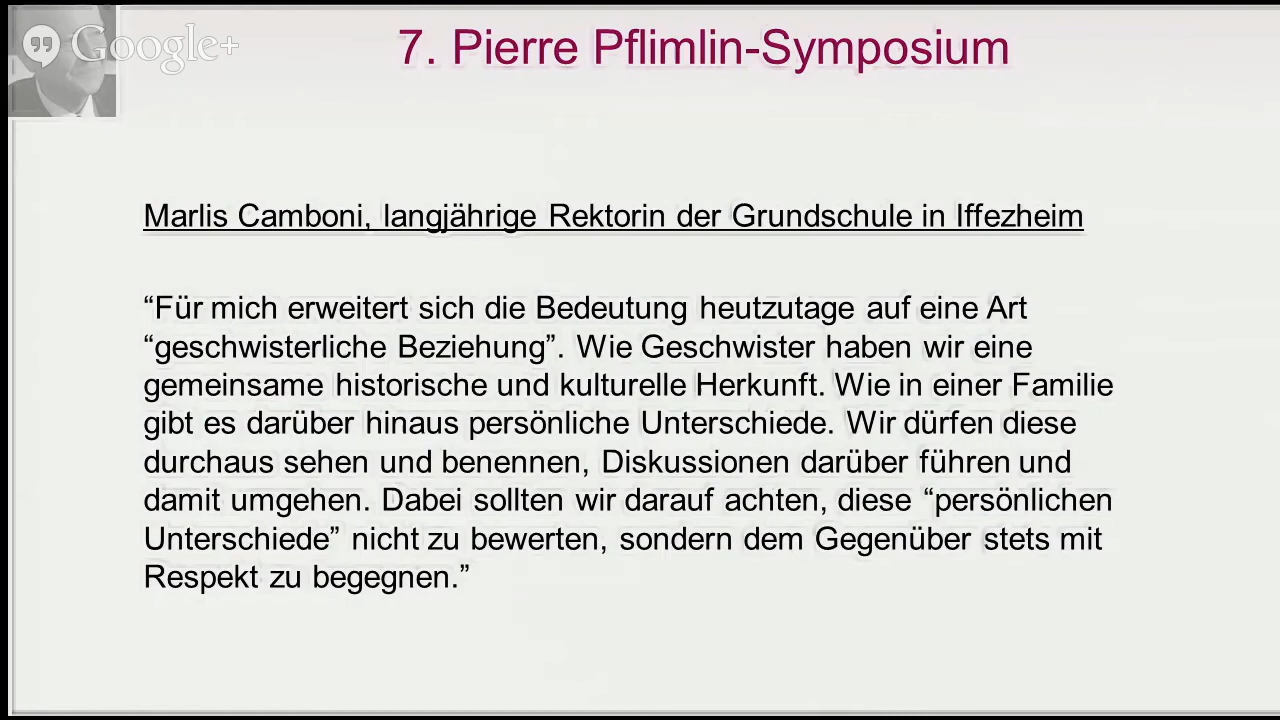 Google+
7. Pierre Pflimlin-Symposium
Marlis Camboni, langjährige Rektorin der Grundschule in Iffezheim
“Für mich erweitert sich die Bedeutung heutzutage auf eine Art
“geschwisterliche Beziehung”. Wie Geschwister haben wir eine
gemeinsame historische und kulturelle Herkunft. Wie in einer Familie
gibt es darüber hinaus persönliche Unterschiede. Wir dürfen diese
durchaus sehen und benennen, Diskussionen darüber führen und
damit umgehen. Dabei sollten wir darauf achten, diese “persönlichen
Unterschiede” nicht zu bewerten, sondern dem Gegenüber stets mit
Respekt zu begegnen.”